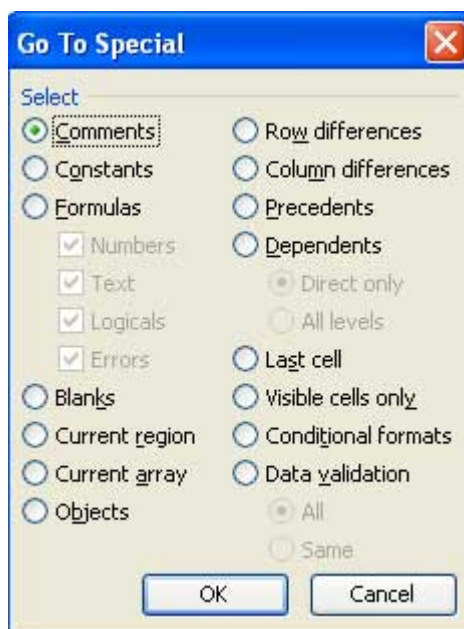 Go To Special
Select
Comments
Constants
Formulas
Numbers
Text
Logicals
Errors
Blanks
Current region
Current array
Objects
Row differences
Column differences
Precedents
Dependents
Direct only
All levels
Last cell
Visible cells only
Conditional formats
Data validation
All
Same
OK
Cancel